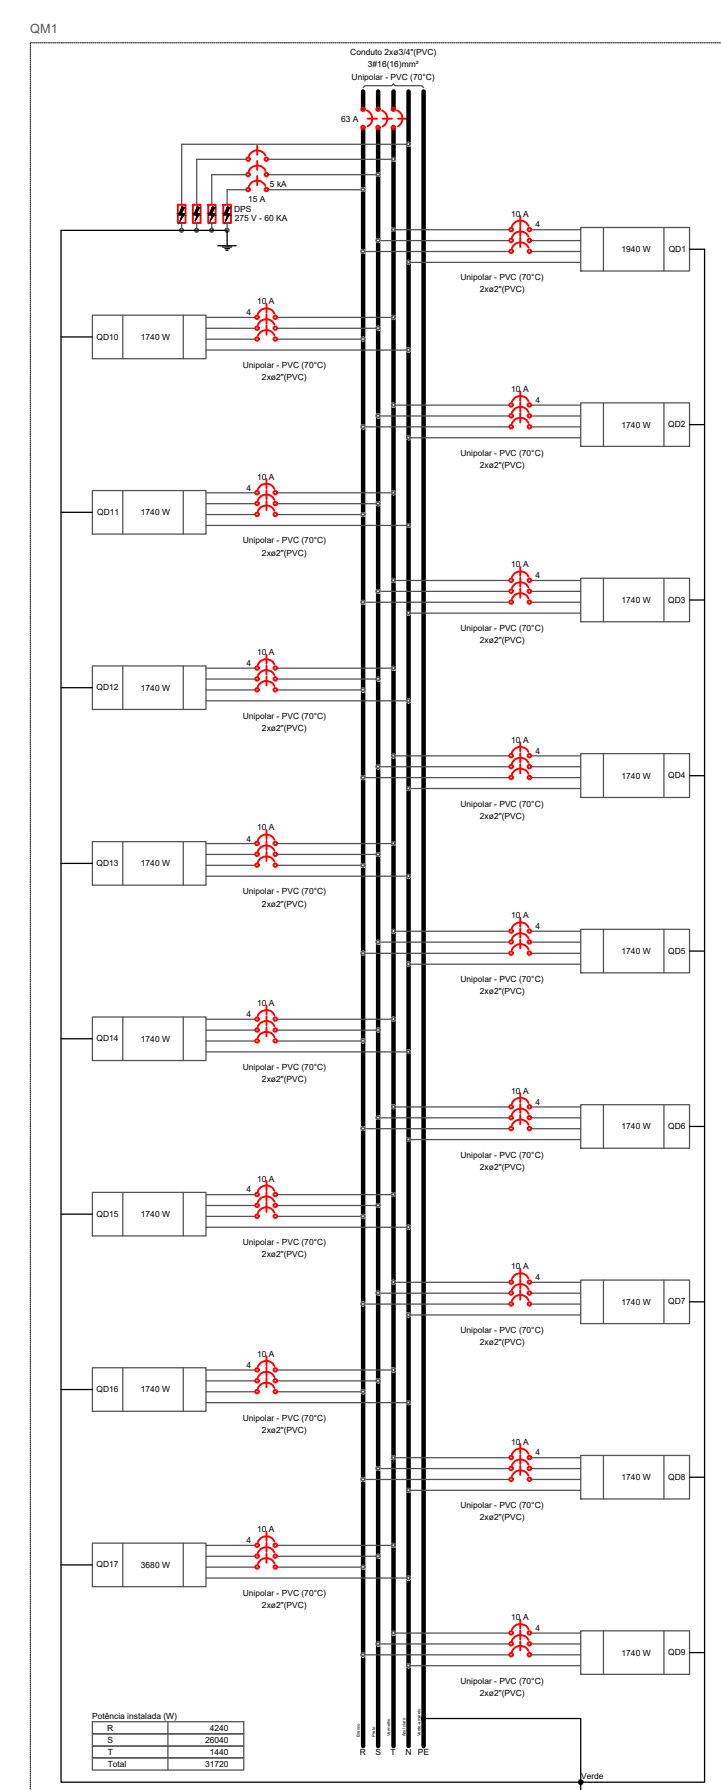 QM1
Conduto 2xø3/4"(PVC)
3#16(16)mm²
Unipolar - PVC (70°C)
63 A
5 kA
15 A
DPS
275 V - 60 KA
10 A
4
1940 W
QD1
Unipolar - PVC (70°C)
2xø2"(PVC)
10 A
4
QD10
1740 W
Unipolar - PVC (70°C)
2xø2"(PVC)
10 A
4
1740 W
QD2
Unipolar - PVC (70°C)
2xø2"(PVC)
10 A
4
QD11
1740 W
Unipolar - PVC (70°C)
2xø2"(PVC)
10 A
4
1740 W
QD3
Unipolar - PVC (70°C)
2xø2"(PVC)
10 A
4
QD12
1740 W
Unipolar - PVC (70°C)
2xø2"(PVC)
10 A
4
1740 W
QD4
Unipolar - PVC (70°C)
2xø2"(PVC)
10 A
4
QD13
1740 W
Unipolar - PVC (70°C)
2xø2"(PVC)
10 A
4
1740 W
QD5
Unipolar - PVC (70°C)
2xø2"(PVC)
10 A
4
QD14
1740 W
Unipolar - PVC (70°C)
2xø2"(PVC)
10 A
4
1740 W
QD6
Unipolar - PVC (70°C)
2xø2"(PVC)
10 A
4
QD15
1740 W
Unipolar - PVC (70°C)
2xø2"(PVC)
10 A
4
1740 W
QD7
Unipolar - PVC (70°C)
2xø2"(PVC)
10 A
4
QD16
1740 W
Unipolar - PVC (70°C)
2xø2"(PVC)
10 A
4
1740 W
QD8
Unipolar - PVC (70°C)
2xø2"(PVC)
10 A
4
QD17
3680 W
Unipolar - PVC (70°C)
2xø2"(PVC)
10 A
4
1740 W
QD9
Unipolar - PVC (70°C)
2xø2"(PVC)
Potência instalada (W)
R 4240
S 26040
T 1440
Total 31720
R S T N PE
Verde